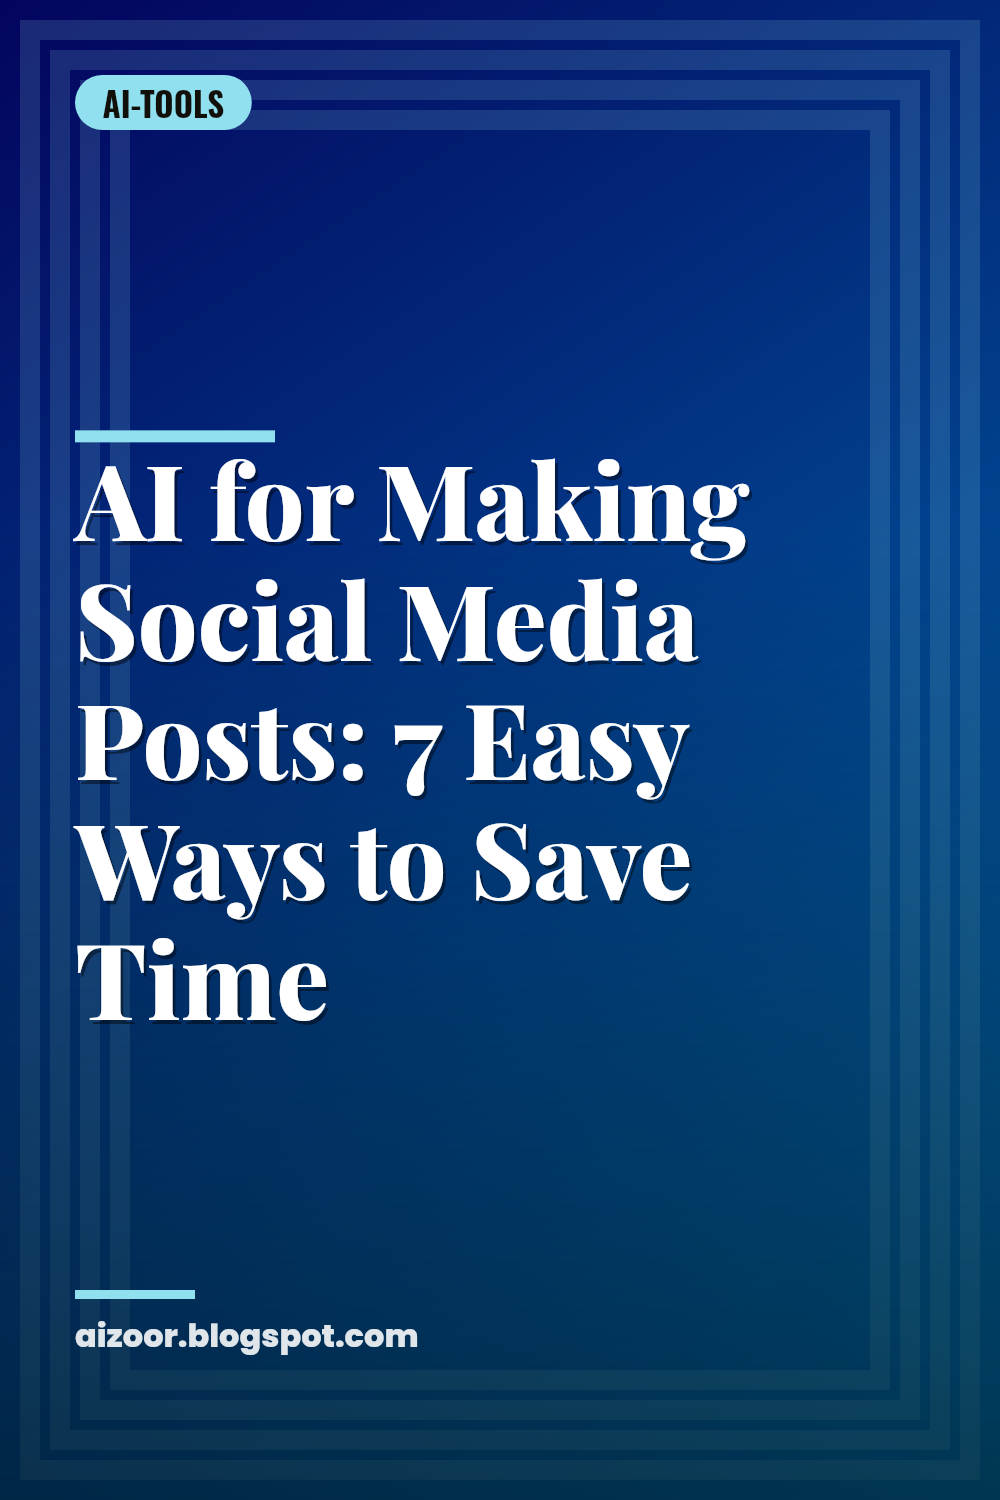 AI-TOOLS
AI for Making
Social Media
Posts: 7 Easy
Ways to Save
Time
aizoor.blogspot.com